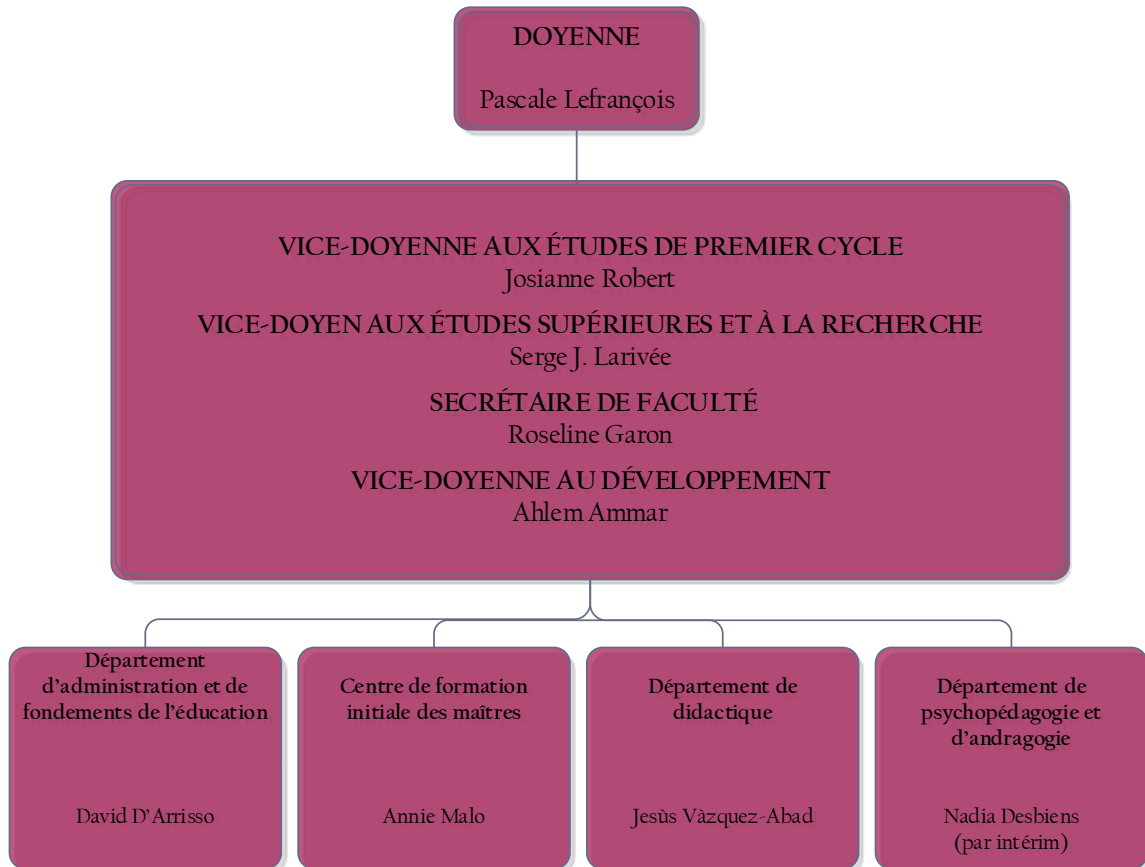 DOYENNE
Pascale Lefrançois
VICE-DOYENNE AUX ÉTUDES DE PREMIER CYCLE
Josianne Robert
VICE-DOYEN AUX ÉTUDES SUPÉRIEURES ET À LA RECHERCHE
Serge J. Larivée
SECRÉTAIRE DE FACULTÉ
Roseline Garon
VICE-DOYENNE AU DÉVELOPPEMENT
Ahlem Ammar
Département
d'administration et de
fondements de l'éducation
David D'Arrisso
Centre de formation
initiale des maîtres
Annie Malo
Département de
didactique
Jesùs Vàzquez-Abad
Département de
psychopédagogie et
d'andragogie
Nadia Desbiens
(par intérim)